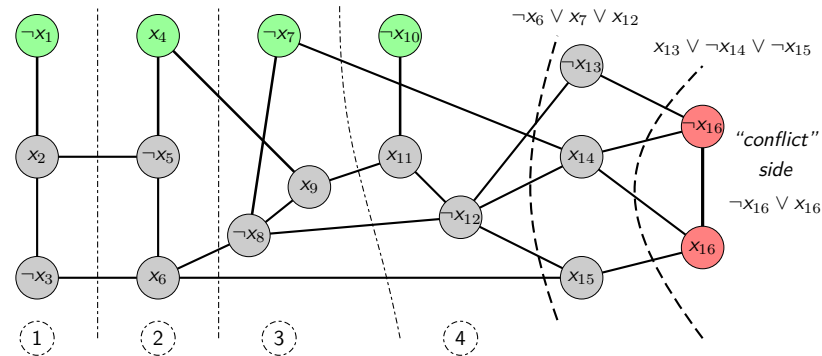 ¬x₁ x₄ ¬x₇ ¬x₁₀ ¬x₆ ∨ x₇ ∨ x₁₂
x₁₃ ∨ ¬x₁₄ ∨ ¬x₁₅
¬x₁₃
¬x₁₆
x₂ ¬x₅ x₁₁ x₁₄
“conflict”
side
x₉
¬x₁₆ ∨ x₁₆
¬x₈ ¬x₁₂
x₁₆
¬x₃ x₆ x₁₅
1 2 3 4